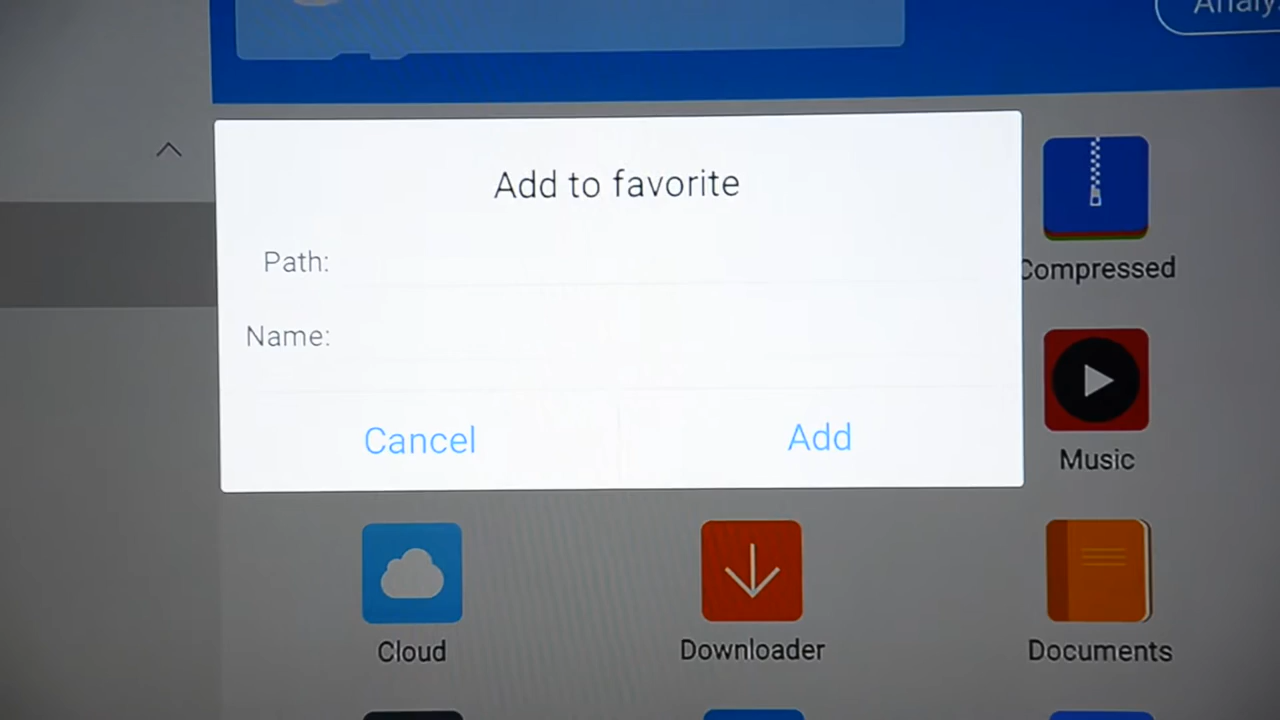 Add to favorite
Path:
Compressed
Name:
Cancel
Add
Music
Cloud
Downloader
Documents